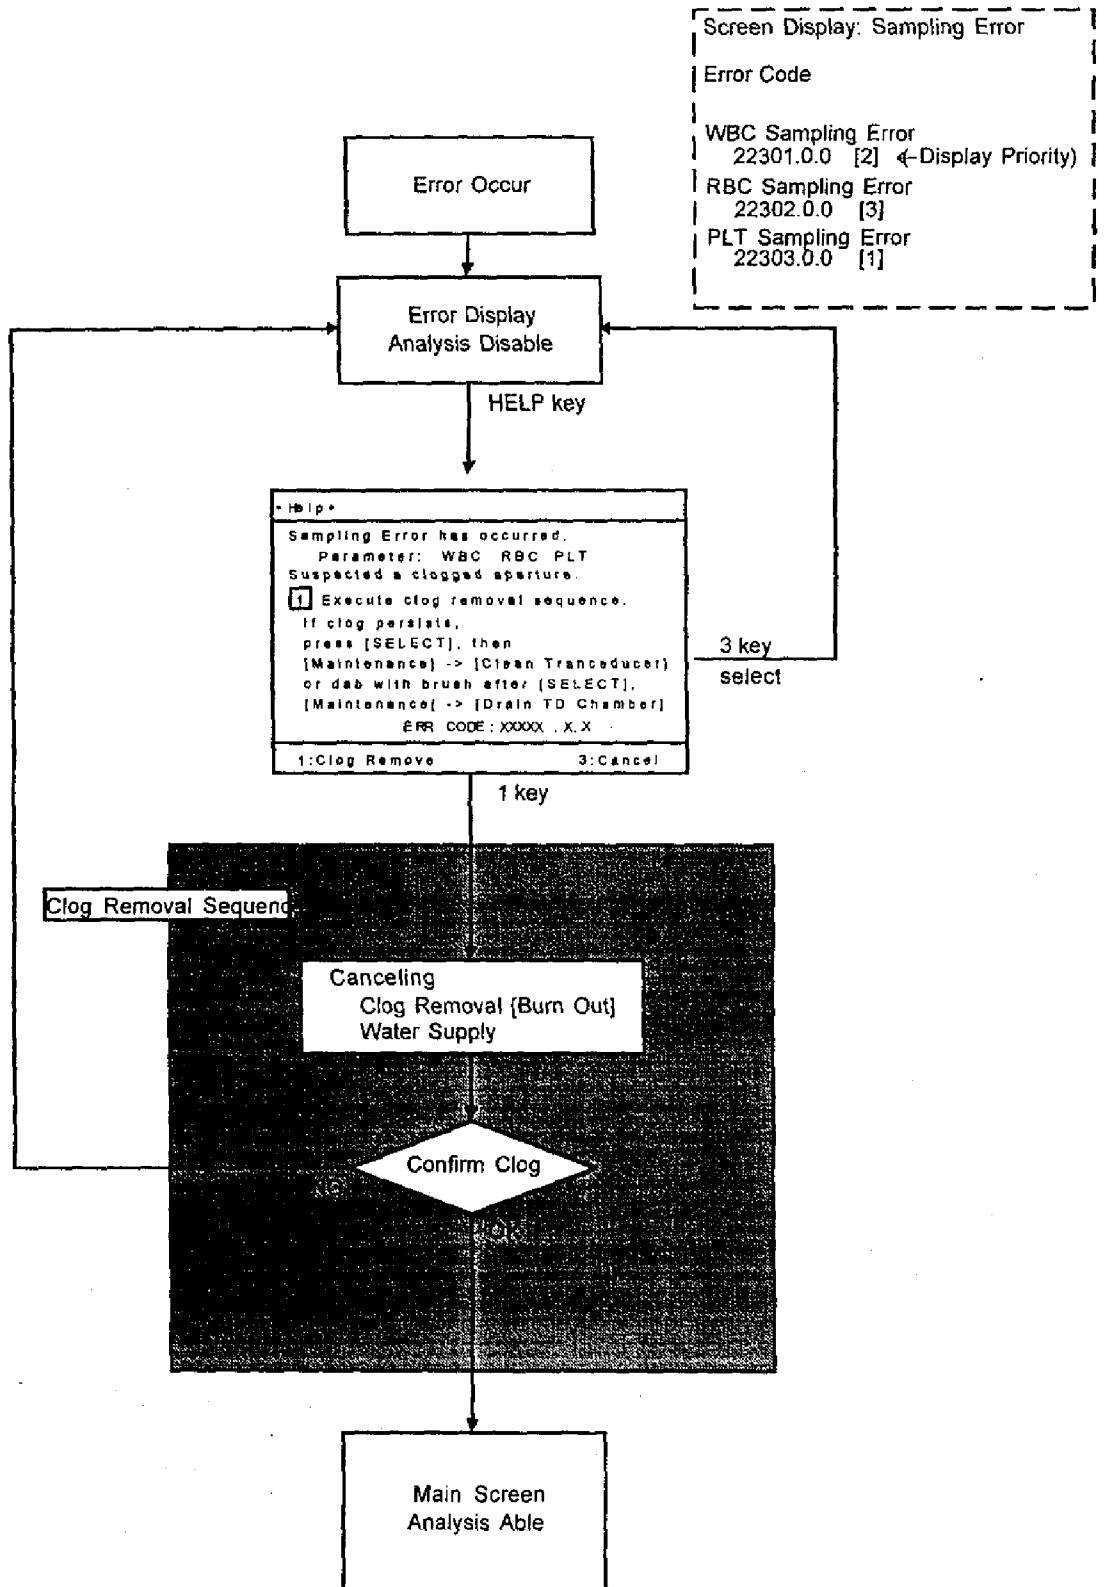 Screen Display: Sampling Error
Error Code
WBC Sampling Error
22301.0.0 [2] <-Display Priority)
RBC Sampling Error
22302.0.0 [3]
PLT Sampling Error
22303.0.0 [1]
Error Occur
Error Display
Analysis Disable
HELP key
*Help*
Sampling Error has occurred.
Parameter: WBC RBC PLT
Suspected a clogged aperture.
1 Execute clog removal sequence.
If clog persists,
press [SELECT], then
[Maintenance] -> [Clean Tranceducer]
or dab with brush after [SELECT],
[Maintenance[ -> [Drain TD Chamber]
ERR CODE: XXXXX . X. X
1:Clog Remove 3:Cancel
3 key
select
1 key
Clog Removal Sequenc
Canceling
Clog Removal [Burn Out]
Water Supply
Confirm Clog
NG
OK
Main Screen
Analysis Able